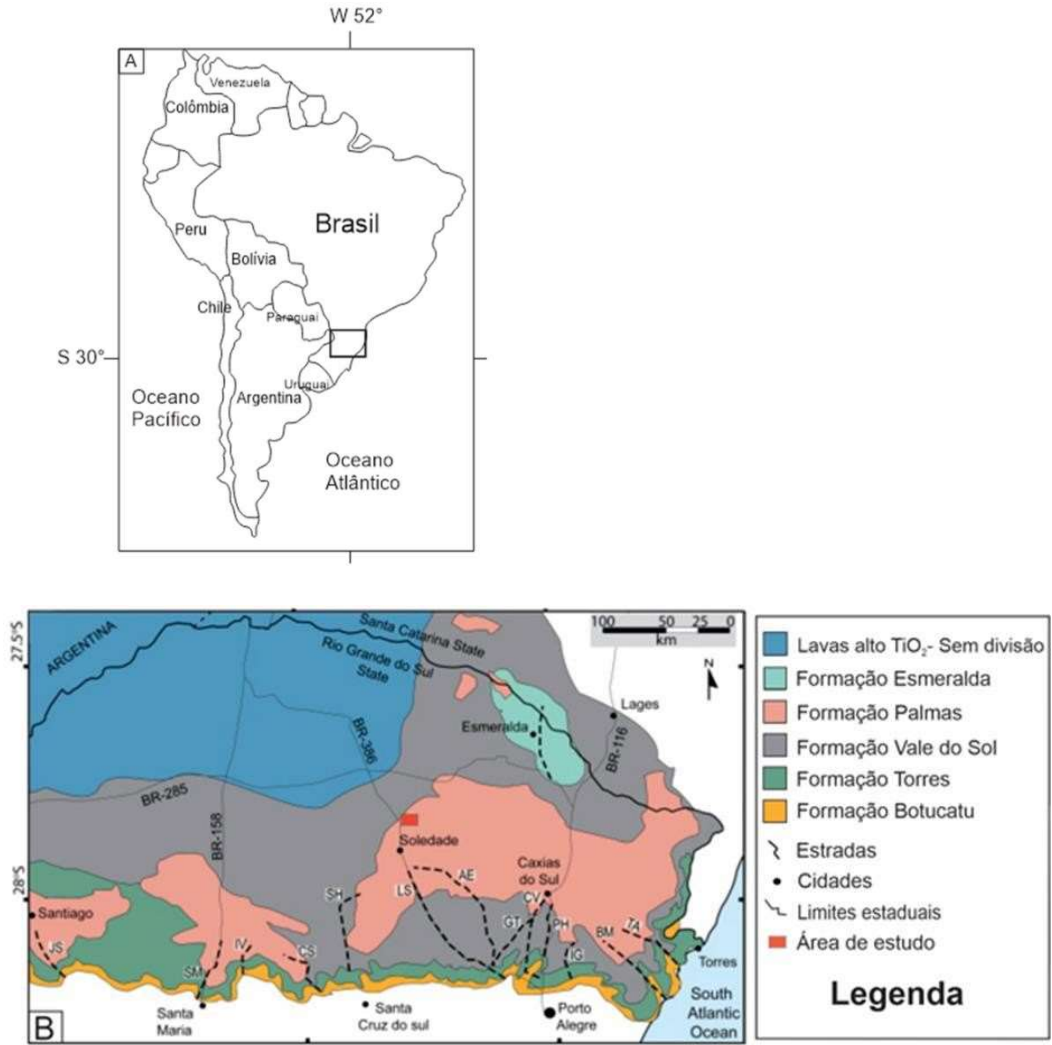 W 52°
A
Venezuela
Colômbia
Brasil
Peru
Bolívia
Chile
Paraguai
S 30°
Uruguai
Argentina
Oceano
Pacífico
Oceano
Atlântico
27.5°S
28°S
ARGENTINA
Santa Catarina State
Rio Grande do Sul
State
100 50 25 0
km
N
Lages
Esmeralda
BR-116
BR-386
BR-285
BR-158
Soledade
Caxias
do Sul
AE
LS
SH
CV
GT
PH
IG
BM
TA
Santiago
JS
SM
IV
CS
Torres
Santa
Maria
Santa
Cruz do sul
Porto
Alegre
South
Atlantic
Ocean
B
Lavas alto TiO₂- Sem divisão
Formação Esmeralda
Formação Palmas
Formação Vale do Sol
Formação Torres
Formação Botucatu
Estradas
Cidades
Limites estaduais
Área de estudo
Legenda